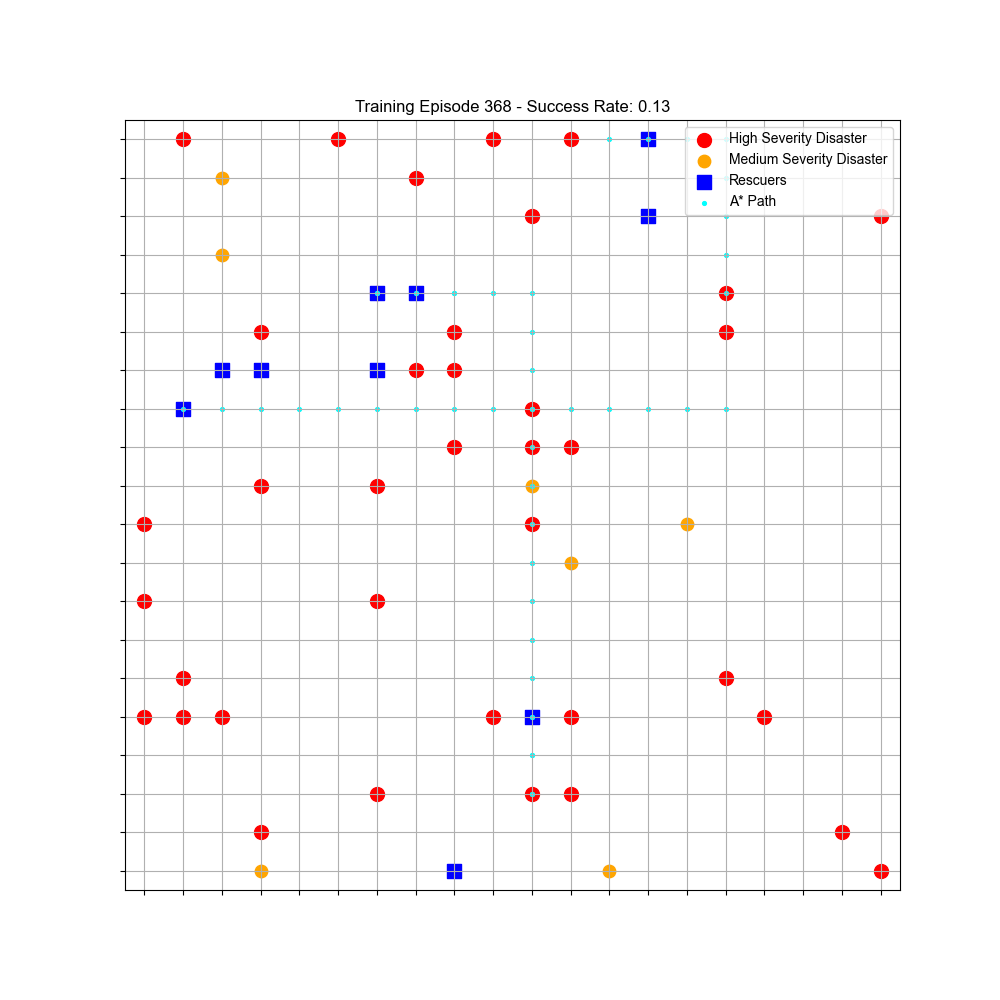 Training Episode 368 - Success Rate: 0.13
High Severity Disaster
Medium Severity Disaster
Rescuers
A* Path